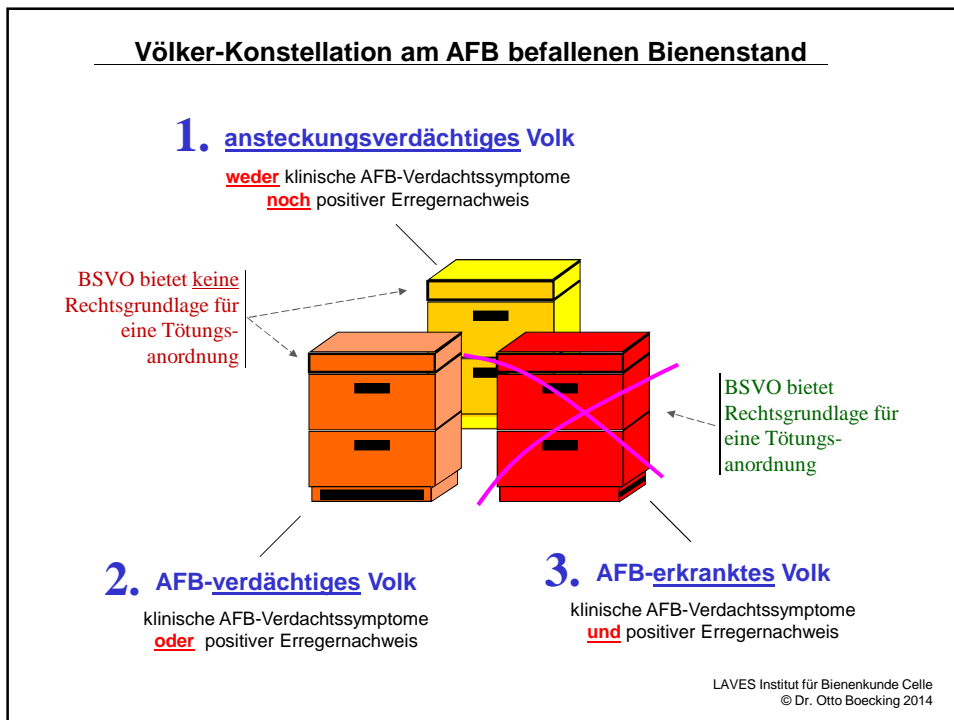 Völker-Konstellation am AFB befallenen Bienenstand
1. ansteckungsverdächtiges Volk
weder klinische AFB-Verdachtssymptome
noch positiver Erregernachweis
BSVO bietet keine
Rechtsgrundlage für
eine Tötungs-
anordnung
BSVO bietet
Rechtsgrundlage für
eine Tötungs-
anordnung
2. AFB-verdächtiges Volk
klinische AFB-Verdachtssymptome
oder positiver Erregernachweis
3. AFB-erkranktes Volk
klinische AFB-Verdachtssymptome
und positiver Erregernachweis
LAVES Institut für Bienenkunde Celle
© Dr. Otto Boecking 2014